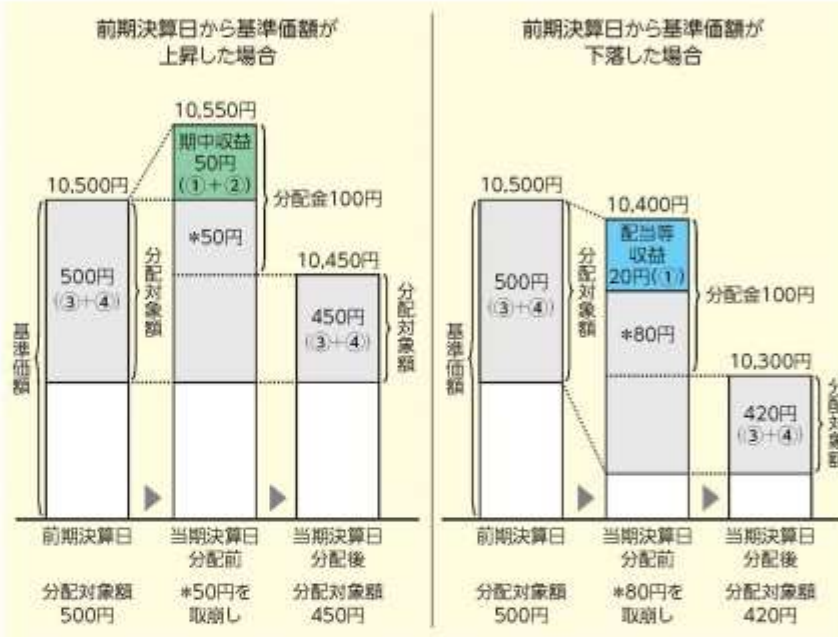 前期決算日から基準価額が
上昇した場合
10,550円
期中収益
50円
(①+②)
10,500円
分配金100円
*50円
10,450円
500円
(③+④)
分配対象額
450円
(③+④)
分配対象額
基準価額
前期決算日
当期決算日
分配前
当期決算日
分配後
分配対象額
500円
*50円を
取崩し
分配対象額
450円
前期決算日から基準価額が
下落した場合
10,500円
10,400円
配当等
収益
20円(①)
分配金100円
500円
(③+④)
分配対象額
*80円
10,300円
420円
(③+④)
分配対象額
基準価額
前期決算日
当期決算日
分配前
当期決算日
分配後
分配対象額
500円
*80円を
取崩し
分配対象額
420円